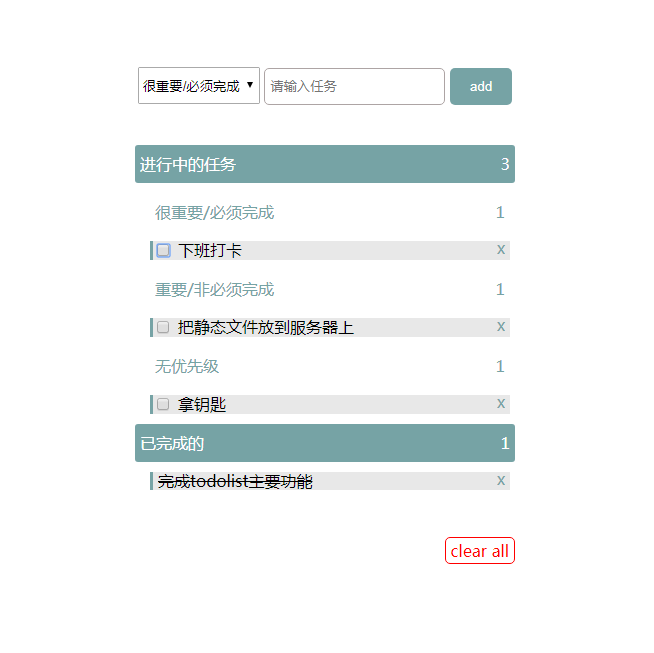 很重要/必须完成 请输入任务 add
进行中的任务 3
很重要/必须完成 1
下班打卡 x
重要/非必须完成 1
把静态文件放到服务器上 x
无优先级 1
拿钥匙 x
已完成的 1
完成todolist主要功能 x
clear all